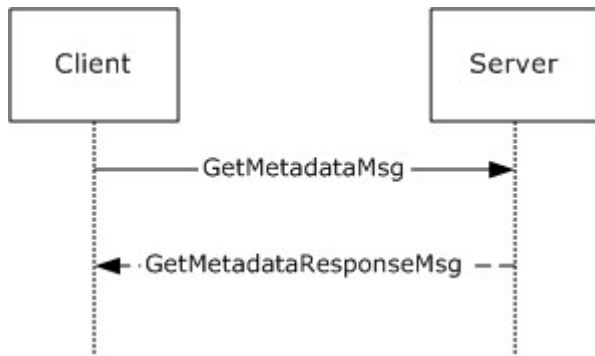 Client
Server
GetMetadataMsg
GetMetadataResponseMsg